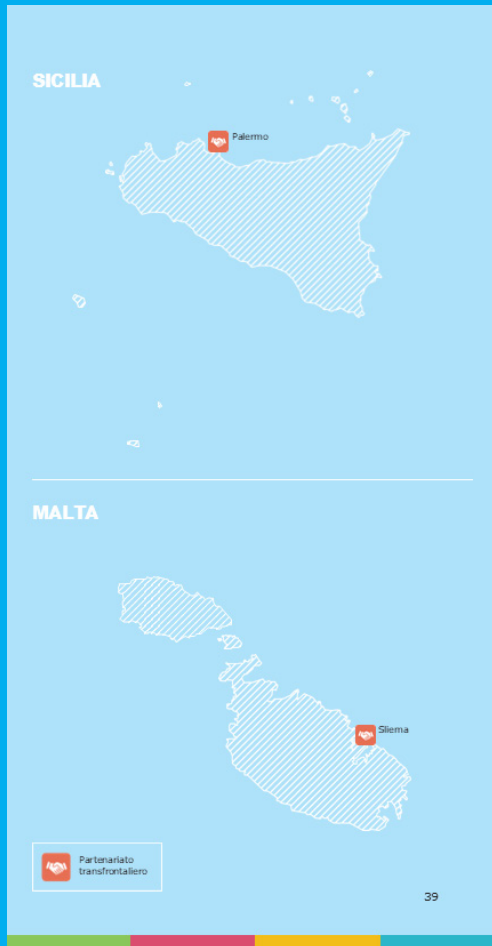 SICILIA
Palermo
MALTA
Sliema
Partenariato
transfrontaliero
39